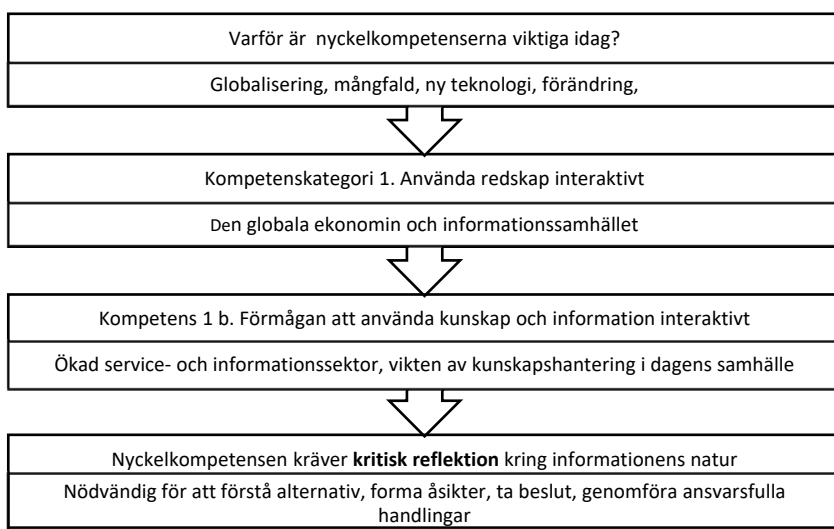 Varför är nyckelkompetenserna viktiga idag?
Globalisering, mångfald, ny teknologi, förändring,
Kompetenskategori 1. Använda redskap interaktivt
Den globala ekonomin och informationssamhället
Kompetens 1 b. Förmågan att använda kunskap och information interaktivt
Ökad service- och informationssektor, vikten av kunskapshantering i dagens samhälle
Nyckelkompetensen kräver kritisk reflektion kring informationens natur
Nödvändig för att förstå alternativ, forma åsikter, ta beslut, genomföra ansvarsfulla
handlingar